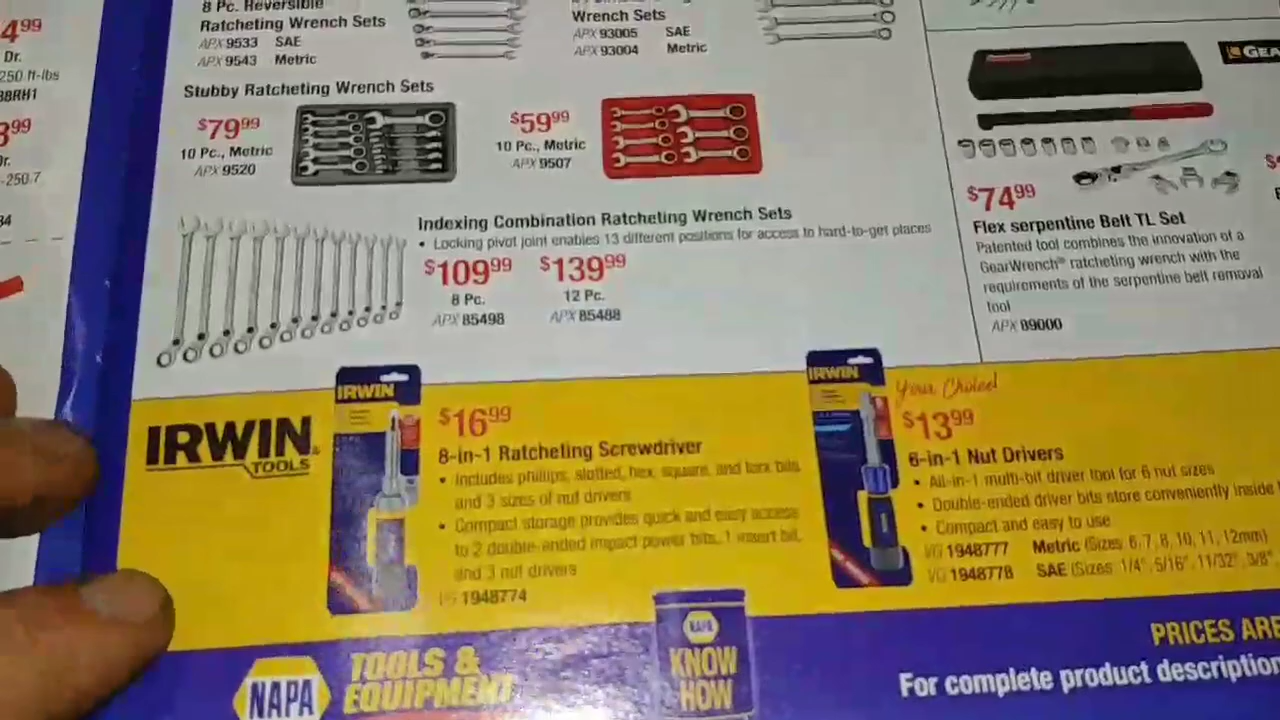 4.99
Dr.
250 ft-lbs
8RH1
8 Pc. Reversible
Ratcheting Wrench Sets
APX 9533 SAE
APX 9543 Metric
Wrench Sets
APX 93005 SAE
APX 93004 Metric
Stubby Ratcheting Wrench Sets
$79.99
10 Pc., Metric
APX 9520
$59.99
10 Pc., Metric
APX 9507
Indexing Combination Ratcheting Wrench Sets
• Locking pivot joint enables 13 different positions for access to hard-to-get places
$109.99
8 Pc.
APX 85498
$139.99
12 Pc.
APX 85488
GEA
$74.99
Flex serpentine Belt TL Set
Patented tool combines the innovation of a
GearWrench® ratcheting wrench with the
requirements of the serpentine belt removal
tool
APX 89000
IRWIN
TOOLS
IRWIN
$16.99
8-in-1 Ratcheting Screwdriver
• Includes phillips, slotted, hex, square, and torx bits
and 3 sizes of nut drivers
• Compact storage provides quick and easy access
to 2 double-ended impact power bits, 1 insert bit,
and 3 nut drivers
VG 1948774
IRWIN
Your Choice!
$13.99
6-in-1 Nut Drivers
• All-in-1 multi-bit driver tool for 6 nut sizes
• Double-ended driver bits store conveniently inside
• Compact and easy to use
VG 1948777 Metric (Sizes 6, 7, 8, 10, 11, 12mm)
VG 1948778 SAE (Sizes: 1/4", 5/16", 11/32", 3/8",
NAPA
TOOLS &
EQUIPMENT
NAPA
KNOW
HOW
PRICES ARE
For complete product description